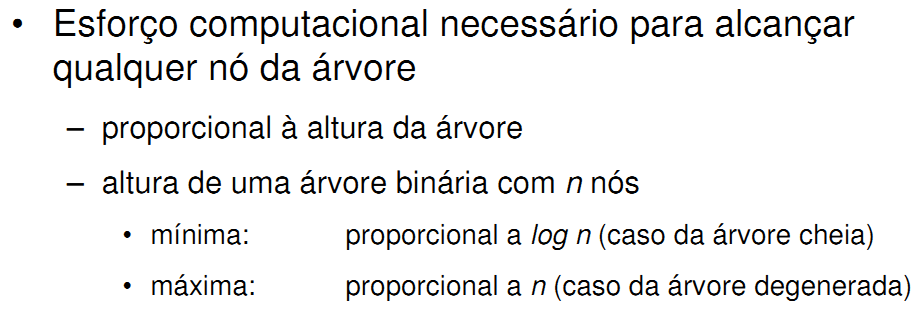 • Esforço computacional necessário para alcançar
qualquer nó da árvore
– proporcional à altura da árvore
– altura de uma árvore binária com n nós
• mínima: proporcional a log n (caso da árvore cheia)
• máxima: proporcional a n (caso da árvore degenerada)